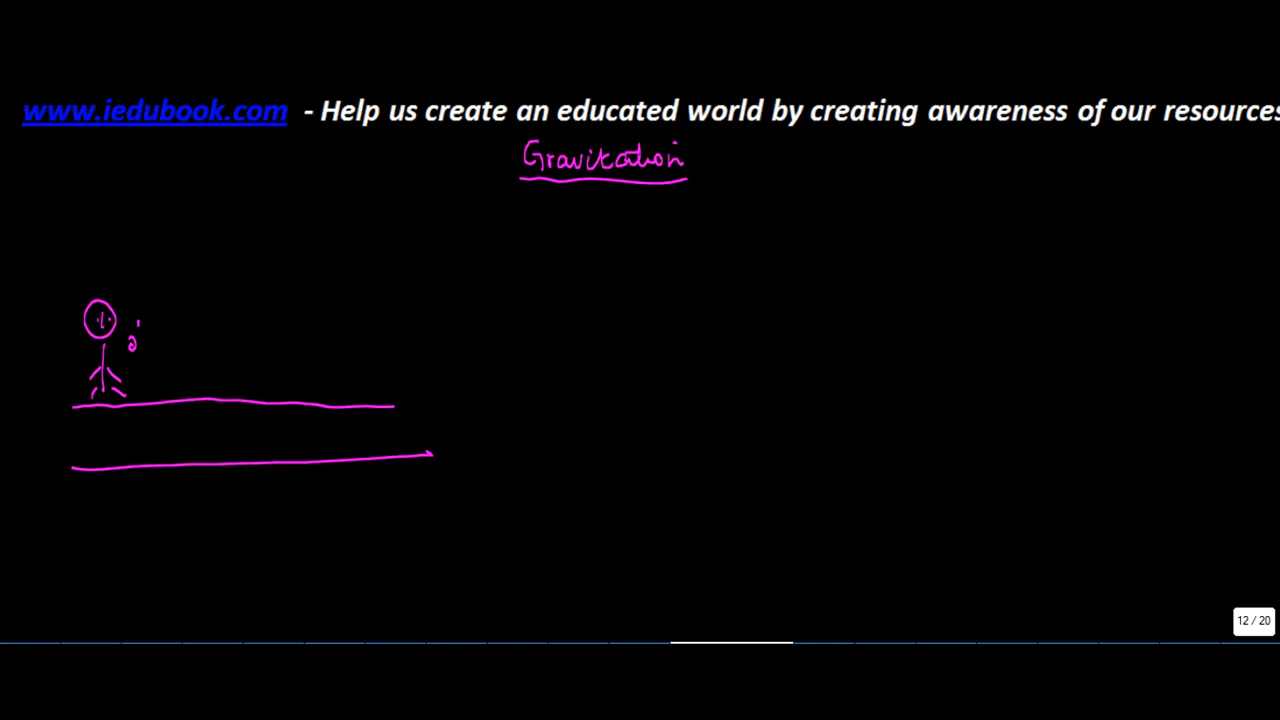 www.iedubook.com - Help us create an educated world by creating awareness of our resources
Gravitation
12 / 20